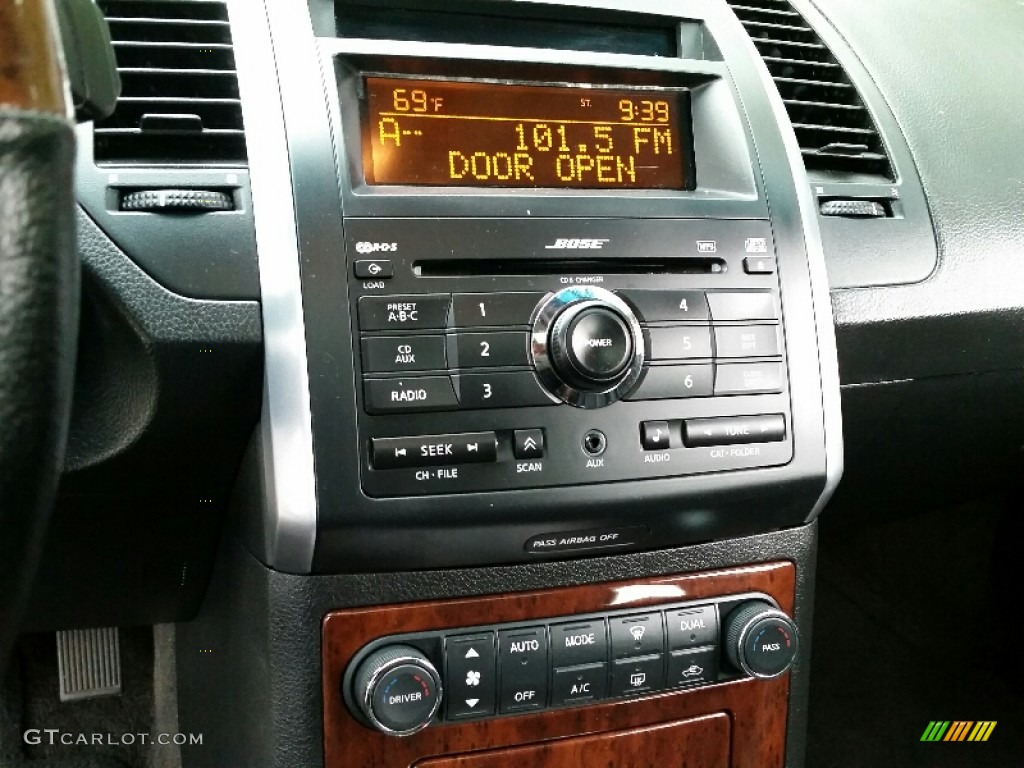 69°F ST. 9:39
A-- 101.5 FM
DOOR OPEN
R·D·S BOSE MP3
LOAD CD 6 CHANGER
PRESET
A·B·C 1 4
CD
AUX 2 POWER 5
RADIO 3 6
SEEK TUNE
CH·FILE SCAN AUX AUDIO CAT·FOLDER
PASS AIRBAG OFF
AUTO MODE DUAL
DRIVER OFF A/C PASS
GTCARLOT.COM